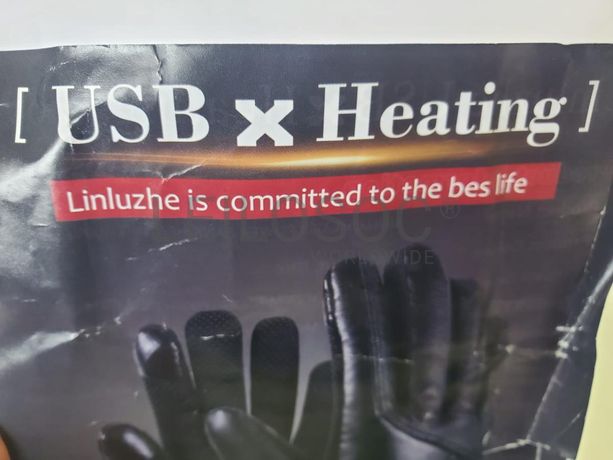 [ USB x Heating ]
Linluzhe is committed to the bes life